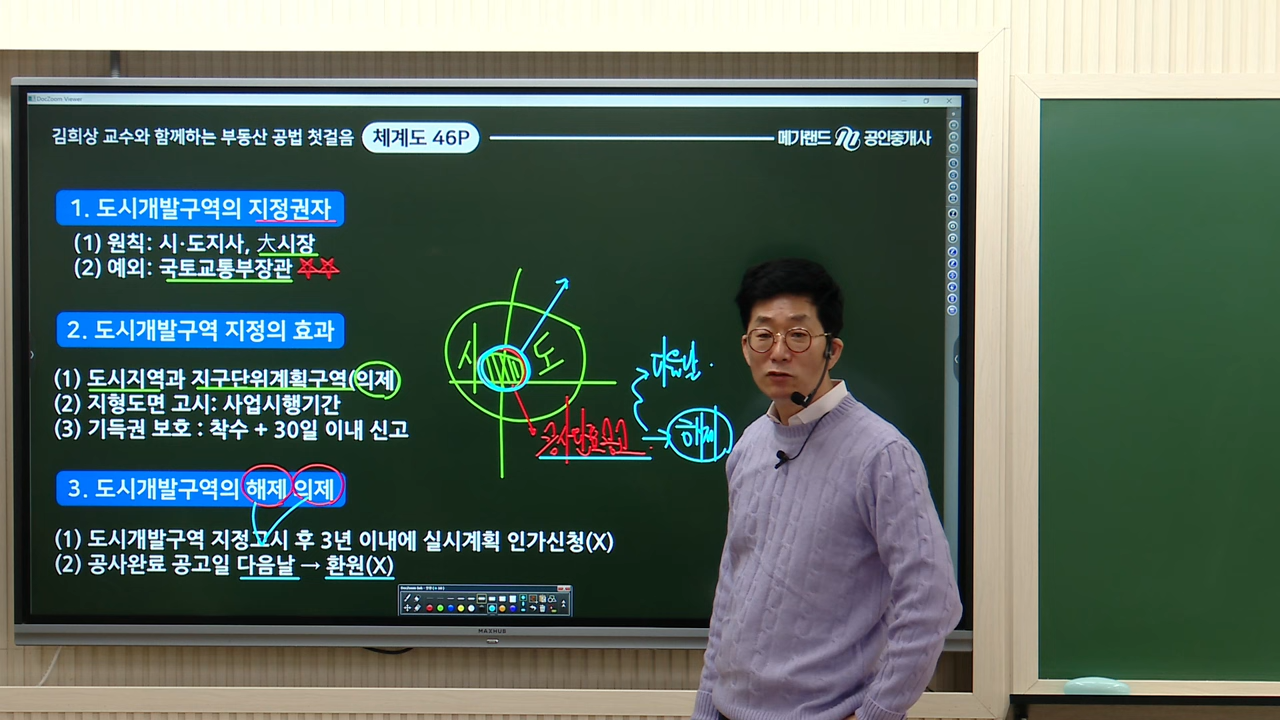 DocZoom Viewer
김희상 교수와 함께하는 부동산 공법 첫걸음 체계도 46P 메가랜드 공인중개사
1. 도시개발구역의 지정권자
(1) 원칙: 시·도지사, 大시장
(2) 예외: 국토교통부장관
2. 도시개발구역 지정의 효과
(1) 도시지역과 지구단위계획구역(의제)
(2) 지형도면 고시: 사업시행기간
(3) 기득권 보호 : 착수 + 30일 이내 신고
시 도
다음날
공사완료공고
해제
3. 도시개발구역의 해제 의제
(1) 도시개발구역 지정고시 후 3년 이내에 실시계획 인가신청(X)
(2) 공사완료 공고일 다음날 → 환원(X)
MAXHUB